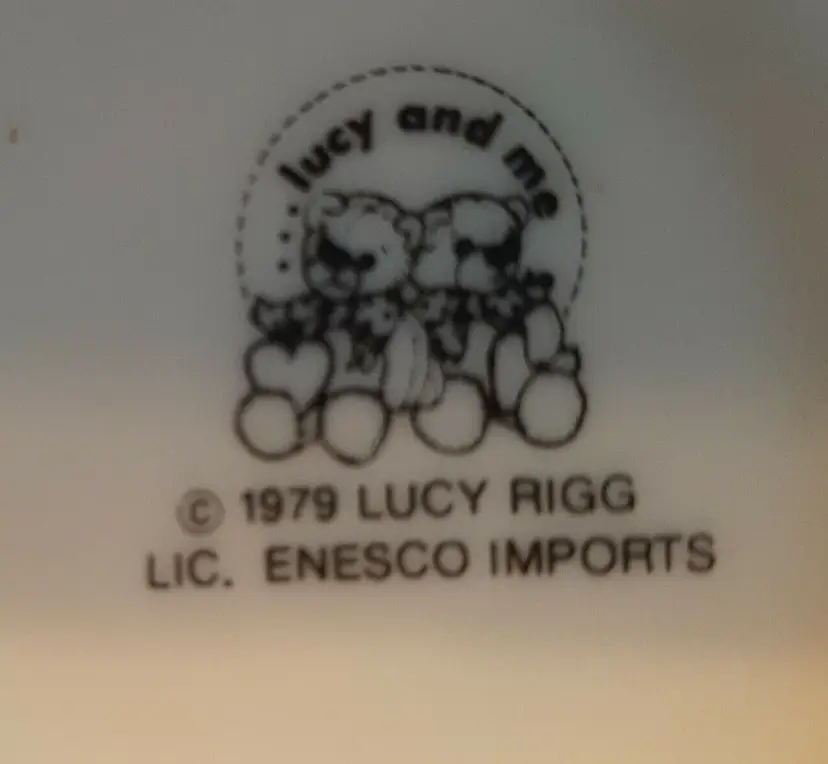 ...lucy and me
© 1979 LUCY RIGG
LIC. ENESCO IMPORTS